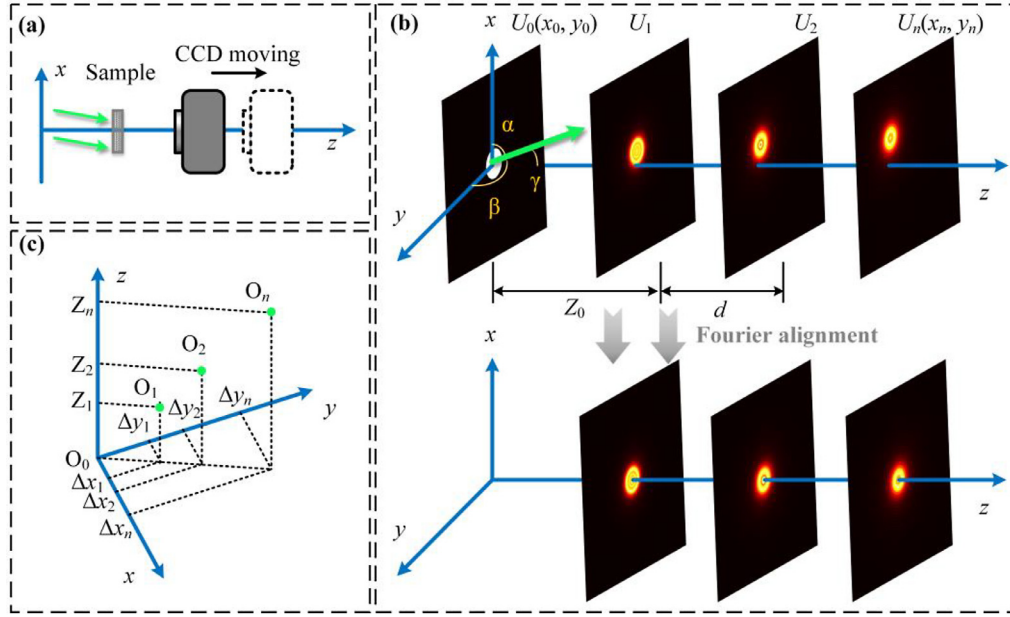 (a)
x
Sample
CCD moving
z
(b)
x
U₀(x₀, y₀)
U₁
U₂
Uₙ(xₙ, yₙ)
α
γ
β
y
z
Z₀
d
Fourier alignment
x
y
z
(c)
z
Zₙ
Oₙ
Z₂
O₂
Z₁
O₁
Δyₙ
Δy₂
Δy₁
y
O₀
Δx₁
Δx₂
Δxₙ
x